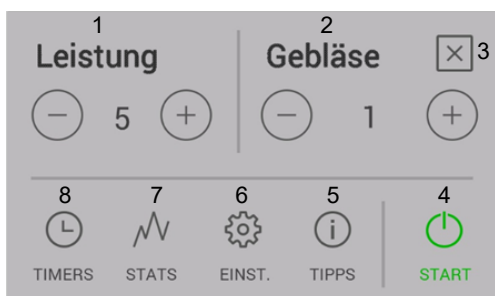 1 2
Leistung Gebläse 3
5 1
8 7 6 5 4
TIMERS STATS EINST. TIPPS START